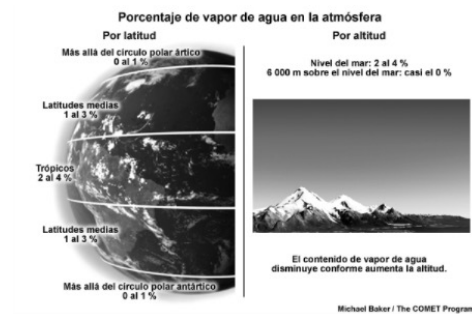 Porcentaje de vapor de agua en la atmósfera
Por latitud
Más allá del círculo polar ártico
0 al 1 %
Latitudes medias
1 al 3 %
Trópicos
2 al 4 %
Latitudes medias
1 al 3 %
Más allá del círculo polar antártico
0 al 1 %
Por altitud
Nivel del mar: 2 al 4 %
6 000 m sobre el nivel del mar: casi el 0 %
El contenido de vapor de agua
disminuye conforme aumenta la altitud.
Michael Baker / The COMET Program